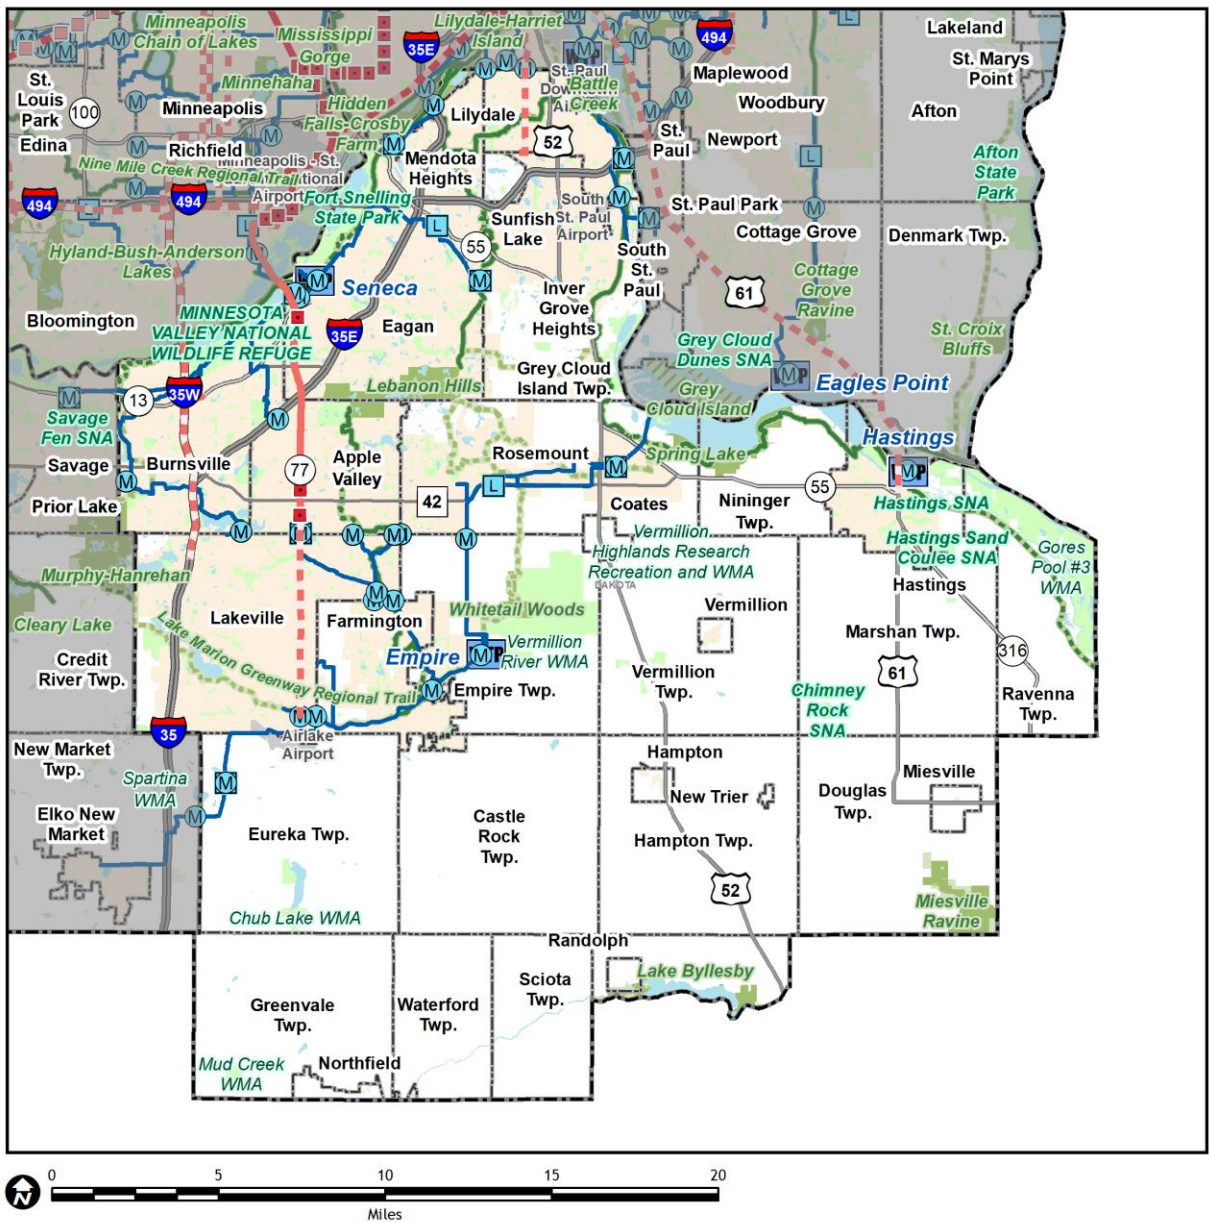 Minneapolis
Chain of Lakes
Mississippi
Gorge
Lilydale-Harriet
Island
35E
494
Lakeland
St. Marys
Point
St.
Louis
Park
100
Minneapolis
Minnehaha
St. Paul
Downtown
Battle
Creek
Maplewood
Woodbury
Afton
Edina
Richfield
Hidden
Falls-Crosby
Farm
Lilydale
52
St.
Paul
Newport
Nine Mile Creek Regional Trail
Minneapolis - St.
Airport
Mendota
Heights
Afton
State
Park
494
494
Fort Snelling
State Park
South
St. Paul
Airport
St. Paul Park
Sunfish
Lake
55
Cottage Grove
Denmark Twp.
Hyland-Bush-Anderson
Lakes
L
L
L
L
South
St.
Paul
Seneca
Inver
Grove
Heights
61
Cottage
Grove
Ravine
Bloomington
MINNESOTA
VALLEY NATIONAL
WILDLIFE REFUGE
35E
Eagan
Grey Cloud
Dunes SNA
St. Croix
Bluffs
35W
13
Lebanon Hills
Grey Cloud
Island Twp.
Grey
Cloud Island
Eagles Point
Savage
Fen SNA
Hastings
Savage
Burnsville
77
Apple
Valley
Rosemount
Spring Lake
Prior Lake
42
L
Coates
Nininger
Twp.
55
Hastings SNA
Vermillion
Highlands Research
Recreation and WMA
DAKOTA
Hastings Sand
Coulee SNA
Gores
Pool #3
WMA
Murphy-Hanrehan
Hastings
Cleary Lake
Lakeville
Farmington
Whitetail Woods
Vermillion
Marshan Twp.
Credit
River Twp.
Lake Marion Greenway Regional Trail
Empire
Vermillion
River WMA
316
Vermillion
Twp.
61
Empire Twp.
Chimney
Rock
SNA
Ravenna
Twp.
35
Airlake
Airport
New Market
Twp.
Spartina
WMA
Hampton
Miesville
New Trier
Douglas
Twp.
Elko New
Market
Eureka Twp.
Castle
Rock
Twp.
Hampton Twp.
52
Chub Lake WMA
Miesville
Ravine
Randolph
Lake Byllesby
Sciota
Twp.
Greenvale
Twp.
Waterford
Twp.
Mud Creek
WMA
Northfield
N
0 5 10 15 20
Miles